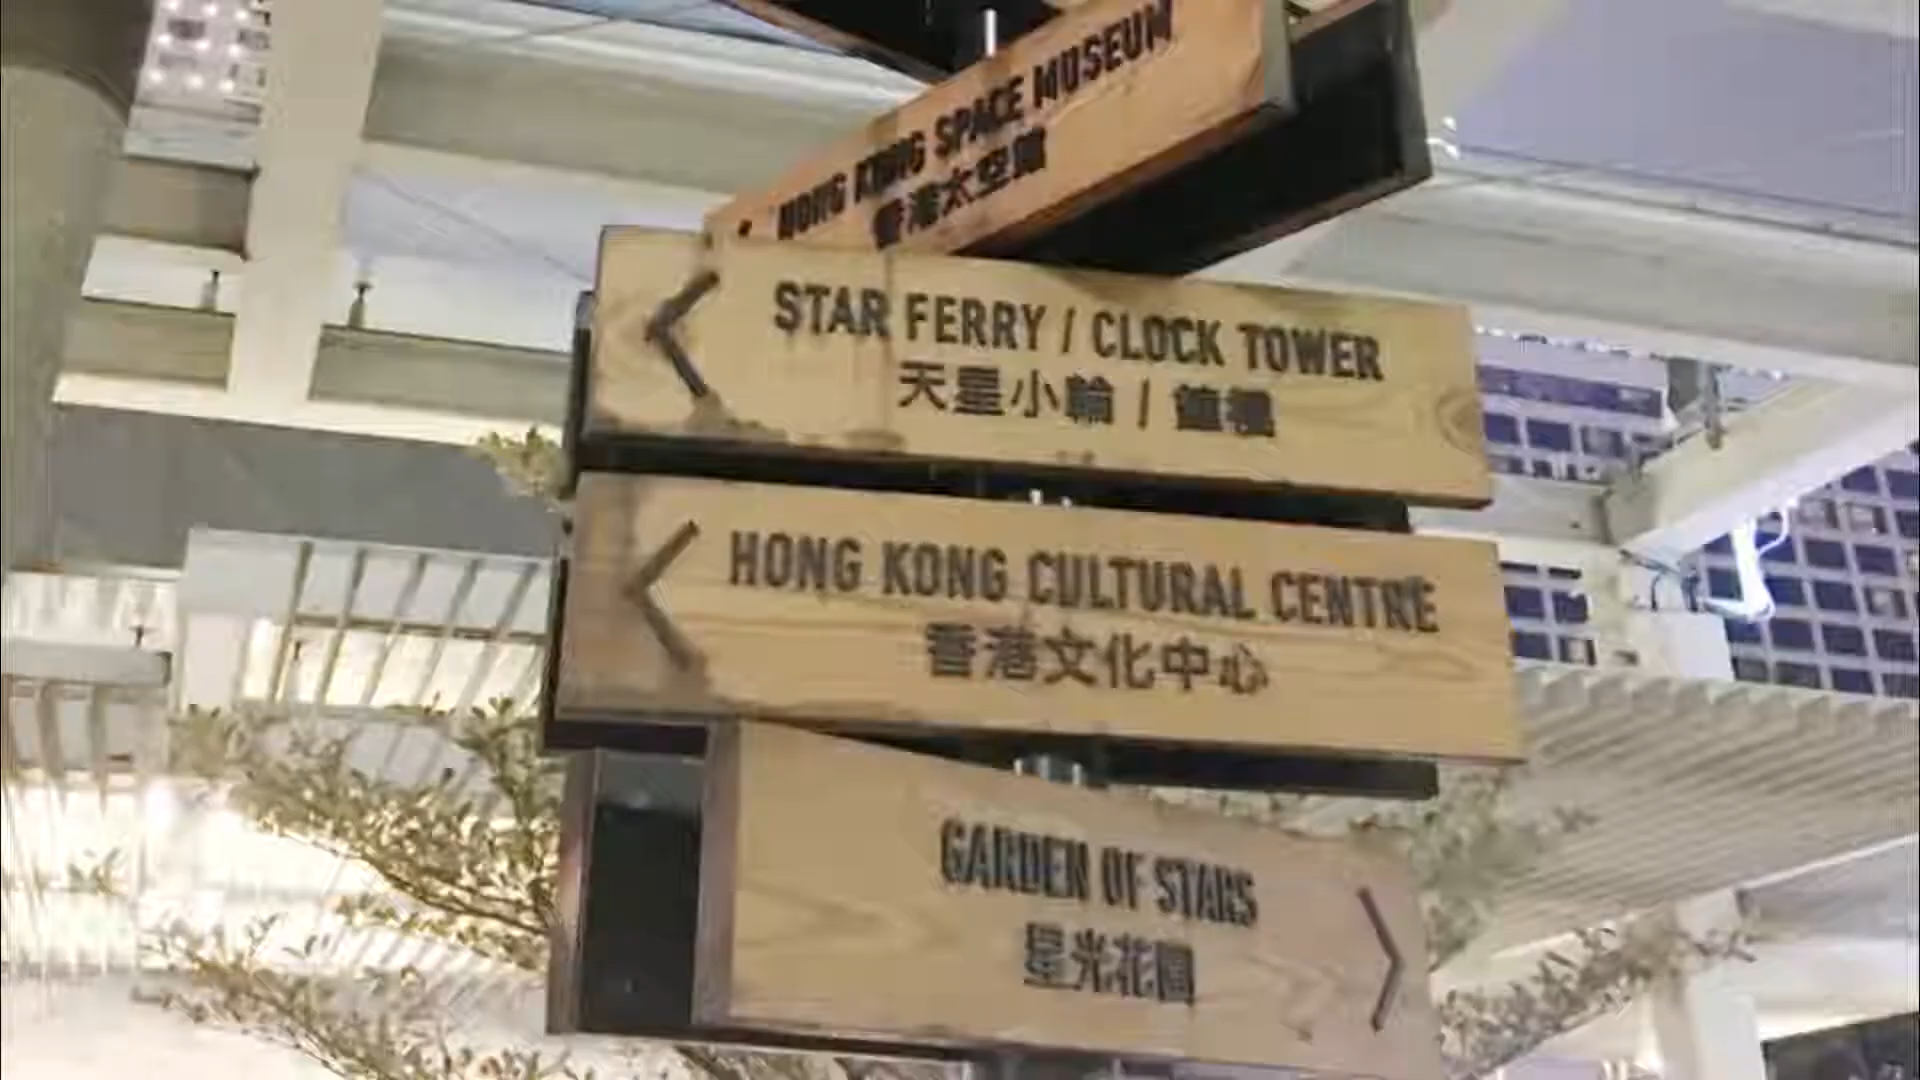 HONG KONG SPACE MUSEUM
香港太空館
STAR FERRY / CLOCK TOWER
天星小輪 / 鐘樓
HONG KONG CULTURAL CENTRE
香港文化中心
GARDEN OF STARS
星光花園